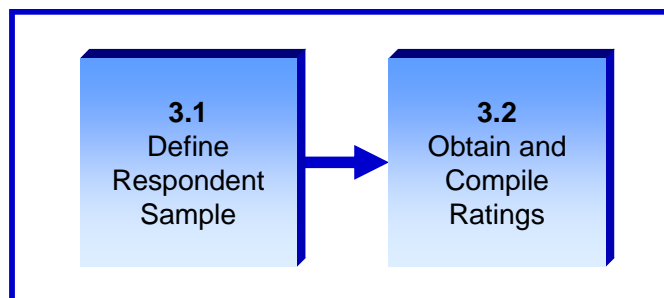 3.1
Define
Respondent
Sample
3.2
Obtain and
Compile
Ratings